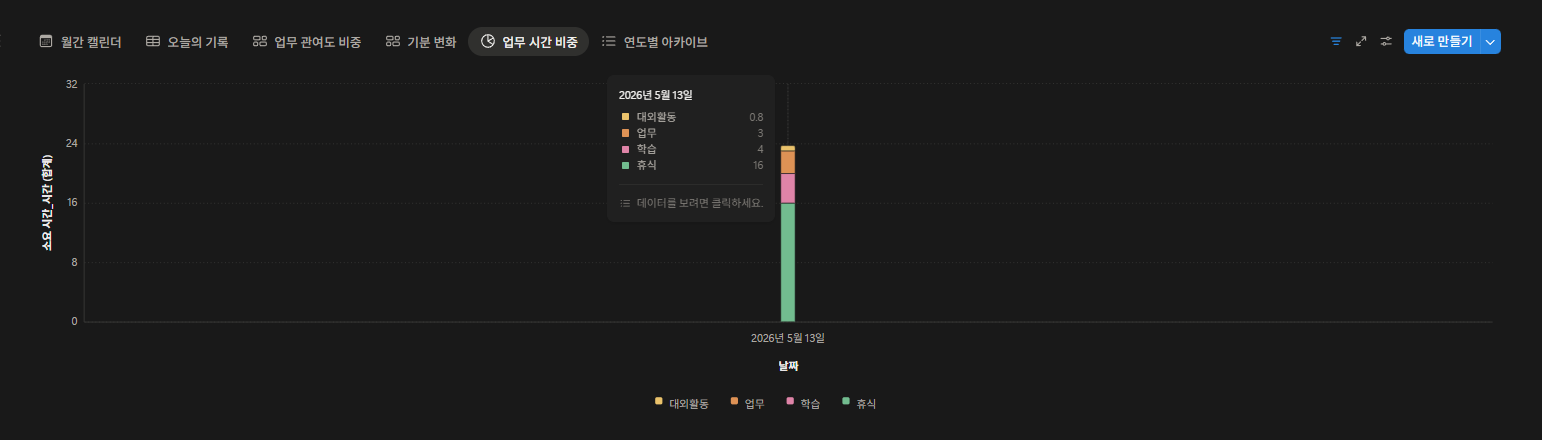 월간 캘린더
오늘의 기록
업무 관여도 비중
기분 변화
업무 시간 비중
연도별 아카이브
새로 만들기
32
24
16
8
0
소요 시간_시간 (합계)
2026년 5월 13일
대외활동 0.8
업무 3
학습 4
휴식 16
데이터를 보려면 클릭하세요.
2026년 5월 13일
날짜
대외활동 업무 학습 휴식